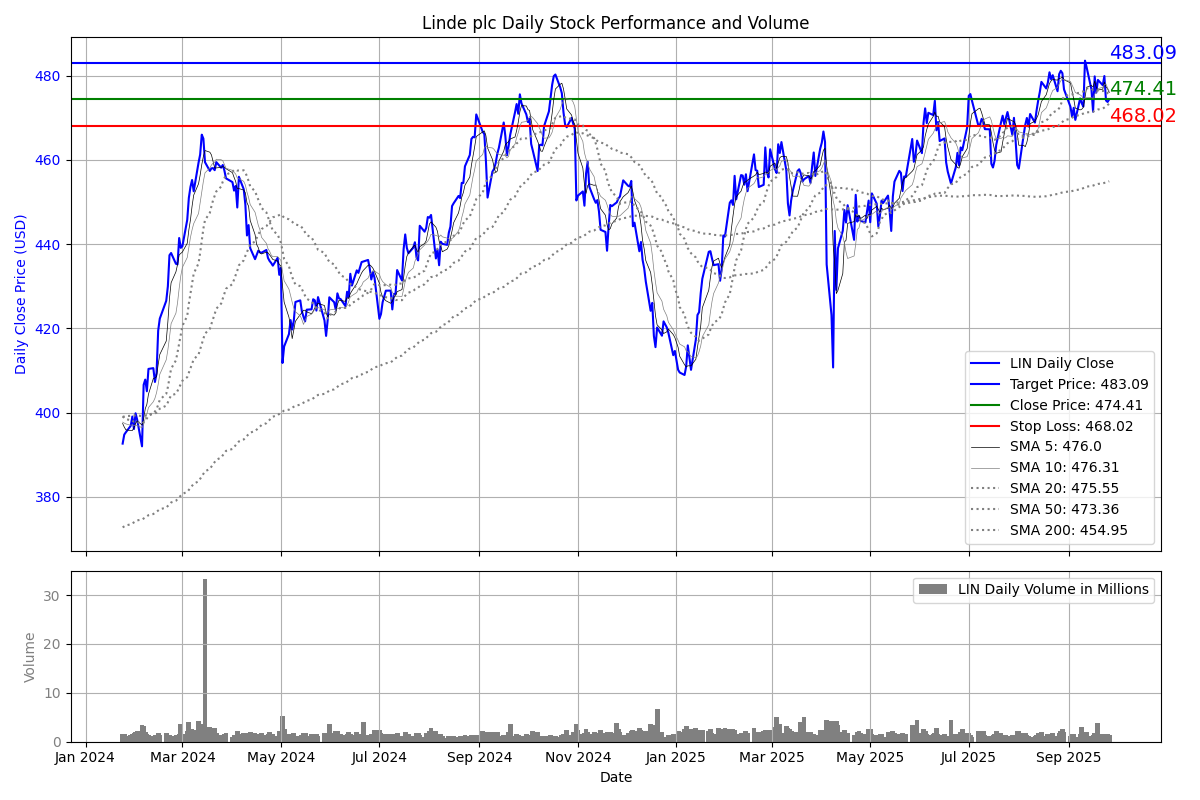 Linde plc Daily Stock Performance and Volume
483.09
480
474.41
468.02
460
440
420
400
380
Daily Close Price (USD)
LIN Daily Close
Target Price: 483.09
Close Price: 474.41
Stop Loss: 468.02
SMA 5: 476.0
SMA 10: 476.31
SMA 20: 475.55
SMA 50: 473.36
SMA 200: 454.95
30
20
10
0
Volume
LIN Daily Volume in Millions
Jan 2024 Mar 2024 May 2024 Jul 2024 Sep 2024 Nov 2024 Jan 2025 Mar 2025 May 2025 Jul 2025 Sep 2025
Date